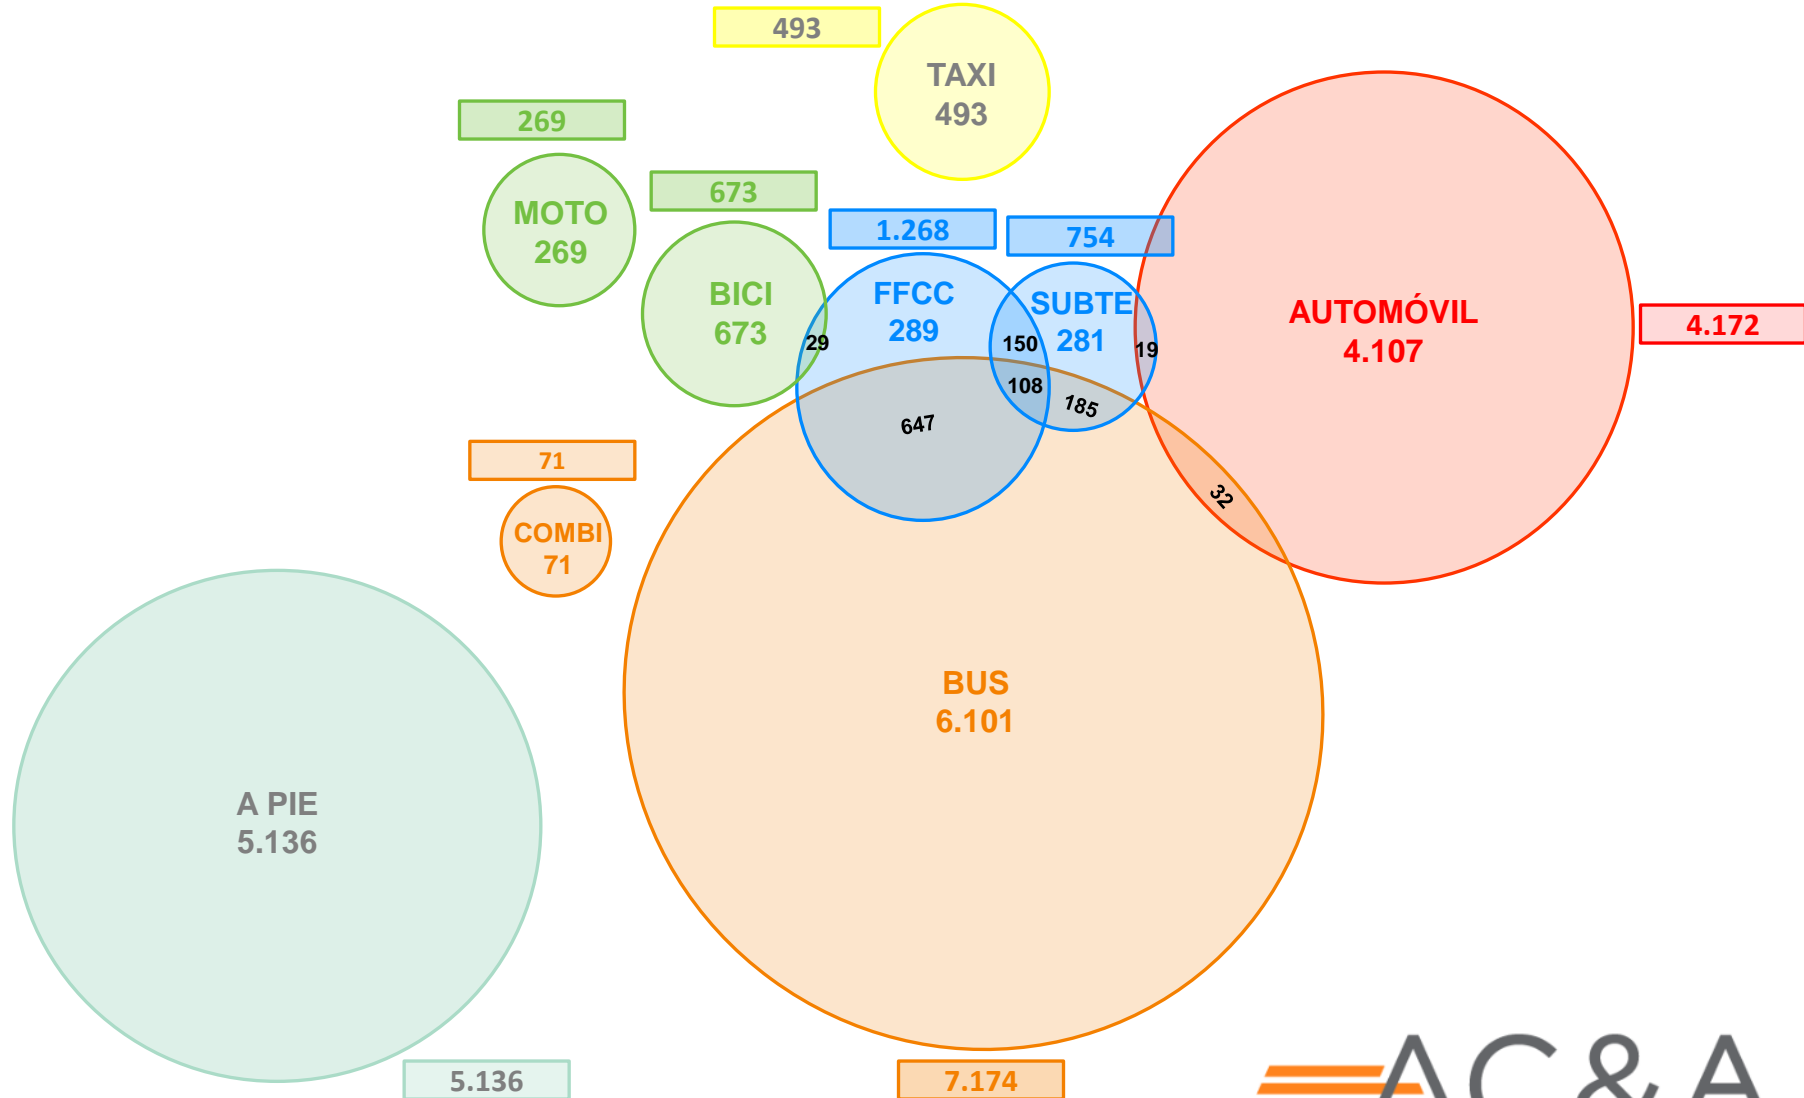 493
TAXI
493
269
MOTO
269
673
BICI
673
1.268
FFCC
289
754
SUBTE
281
AUTOMÓVIL
4.107
4.172
29
150
19
108
185
647
32
71
COMBI
71
BUS
6.101
A PIE
5.136
5.136
7.174
AC&A